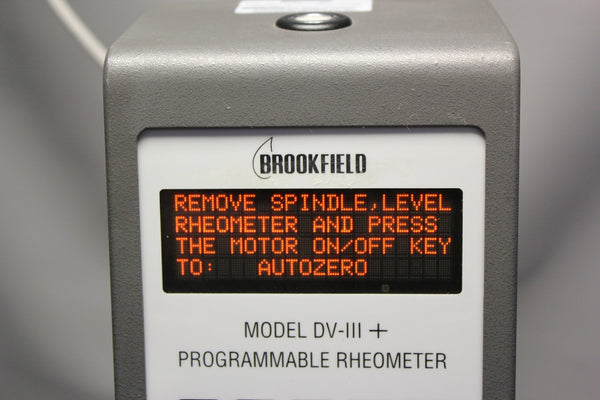 BROOKFIELD
REMOVE SPINDLE,LEVEL
RHEOMETER AND PRESS
THE MOTOR ON/OFF KEY
TO: AUTOZERO
MODEL DV-III +
PROGRAMMABLE RHEOMETER